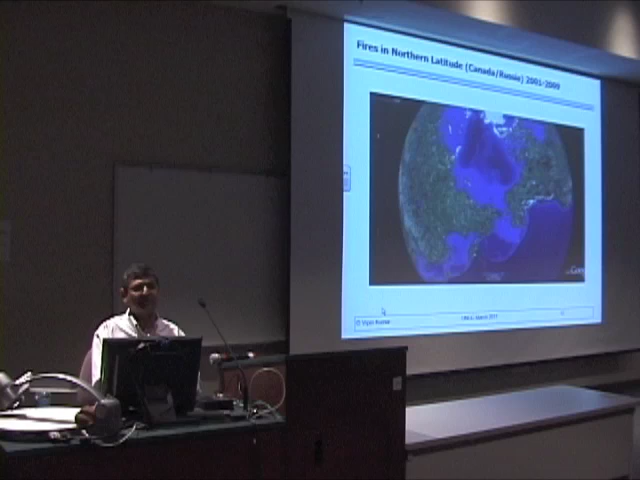 Fires in Northern Latitude (Canada/Russia) 2001-2009
© Vipin Kumar